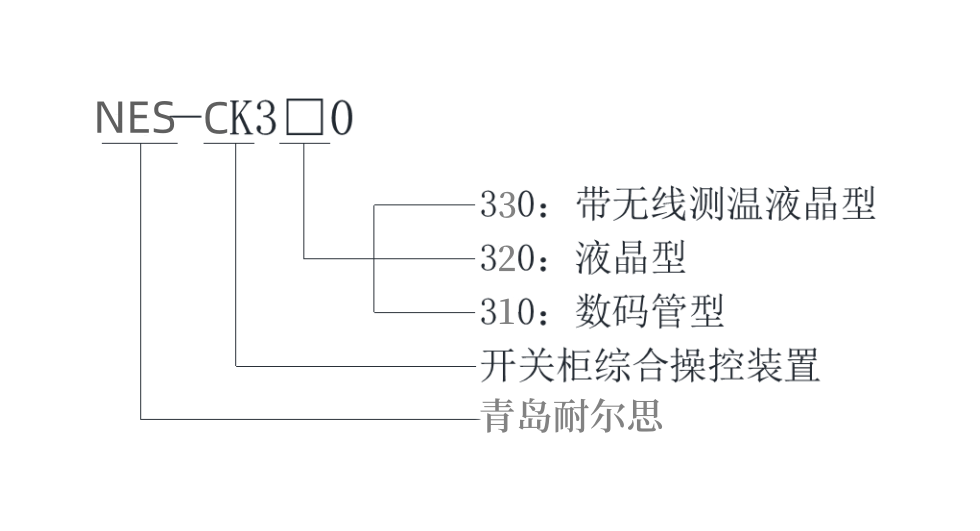 NES-CK3□0
330：带无线测温液晶型
320：液晶型
310：数码管型
开关柜综合操控装置
青岛耐尔思